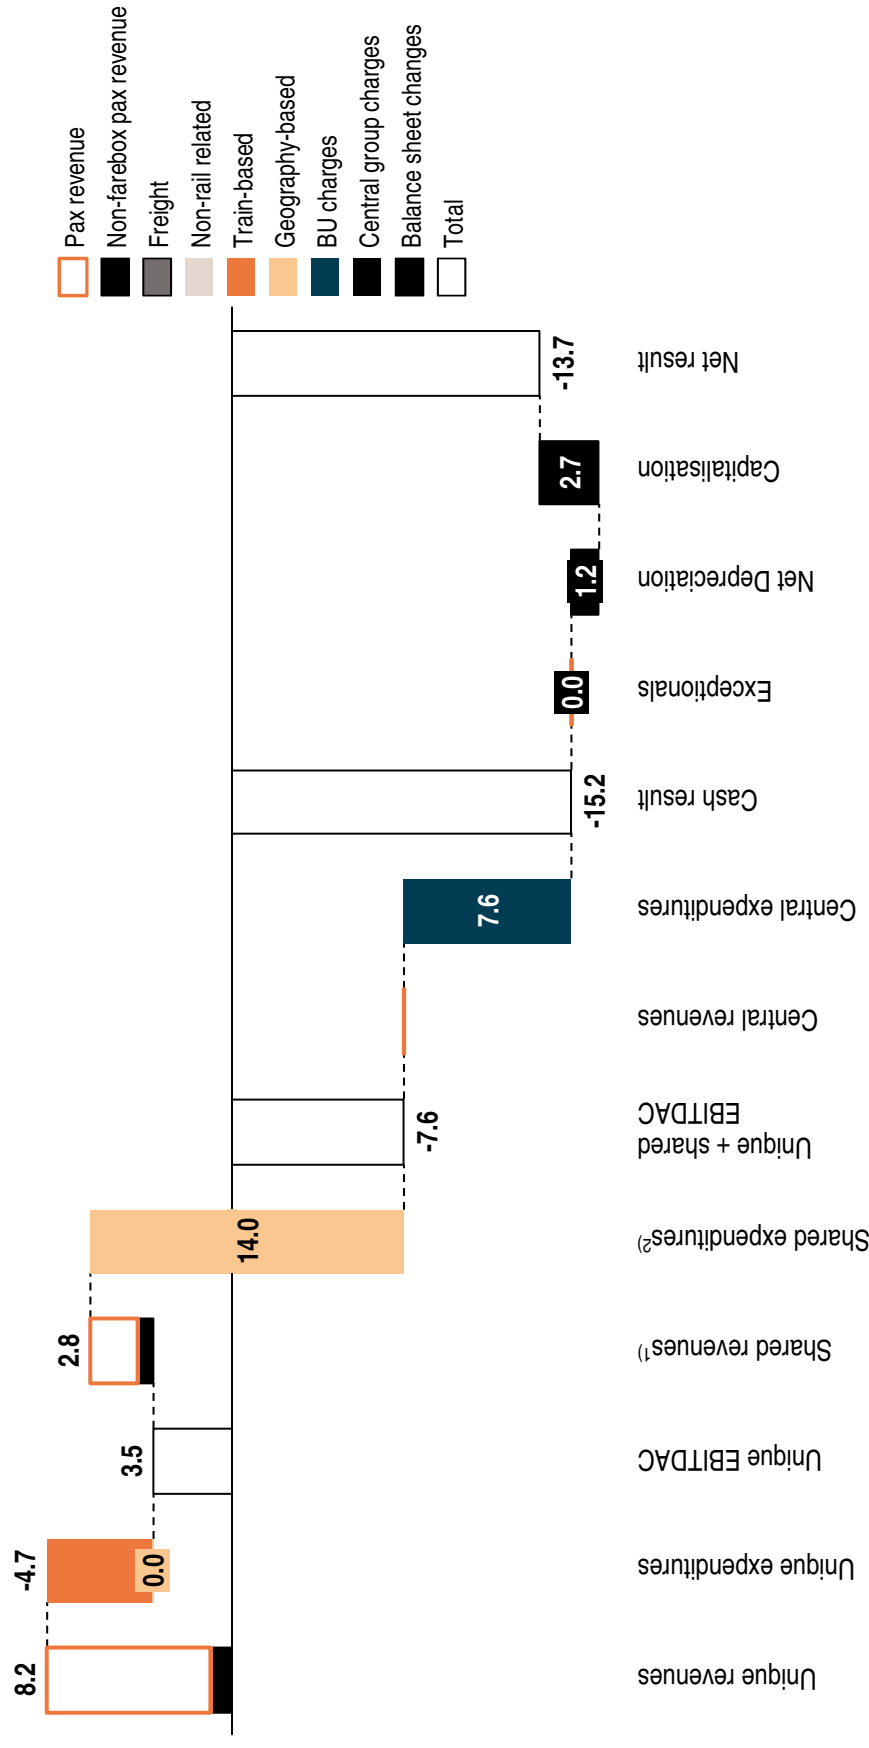 Pax revenue
Non-farebox pax revenue
Freight
Non-rail related
Train-based
Geography-based
BU charges
Central group charges
Balance sheet changes
Total
8.2
-4.7
0.0
3.5
2.8
14.0
-7.6
7.6
-15.2
0.0
1.2
2.7
-13.7
Unique revenues
Unique expenditures
Unique EBITDAC
Shared revenues1)
Shared expenditures2)
Unique + shared
EBITDAC
Central revenues
Central expenditures
Cash result
Exceptionals
Net Depreciation
Capitalisation
Net result